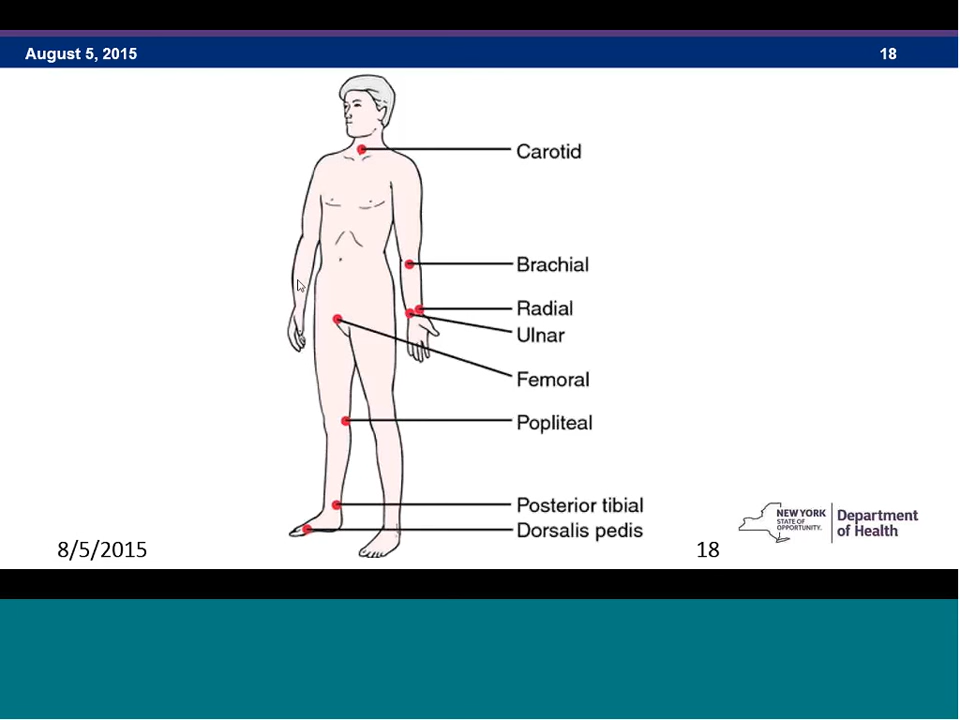 August 5, 2015
18
Carotid
Brachial
Radial
Ulnar
Femoral
Popliteal
Posterior tibial
Dorsalis pedis
NEW YORK
STATE OF
OPPORTUNITY.
Department
of Health
8/5/2015
18